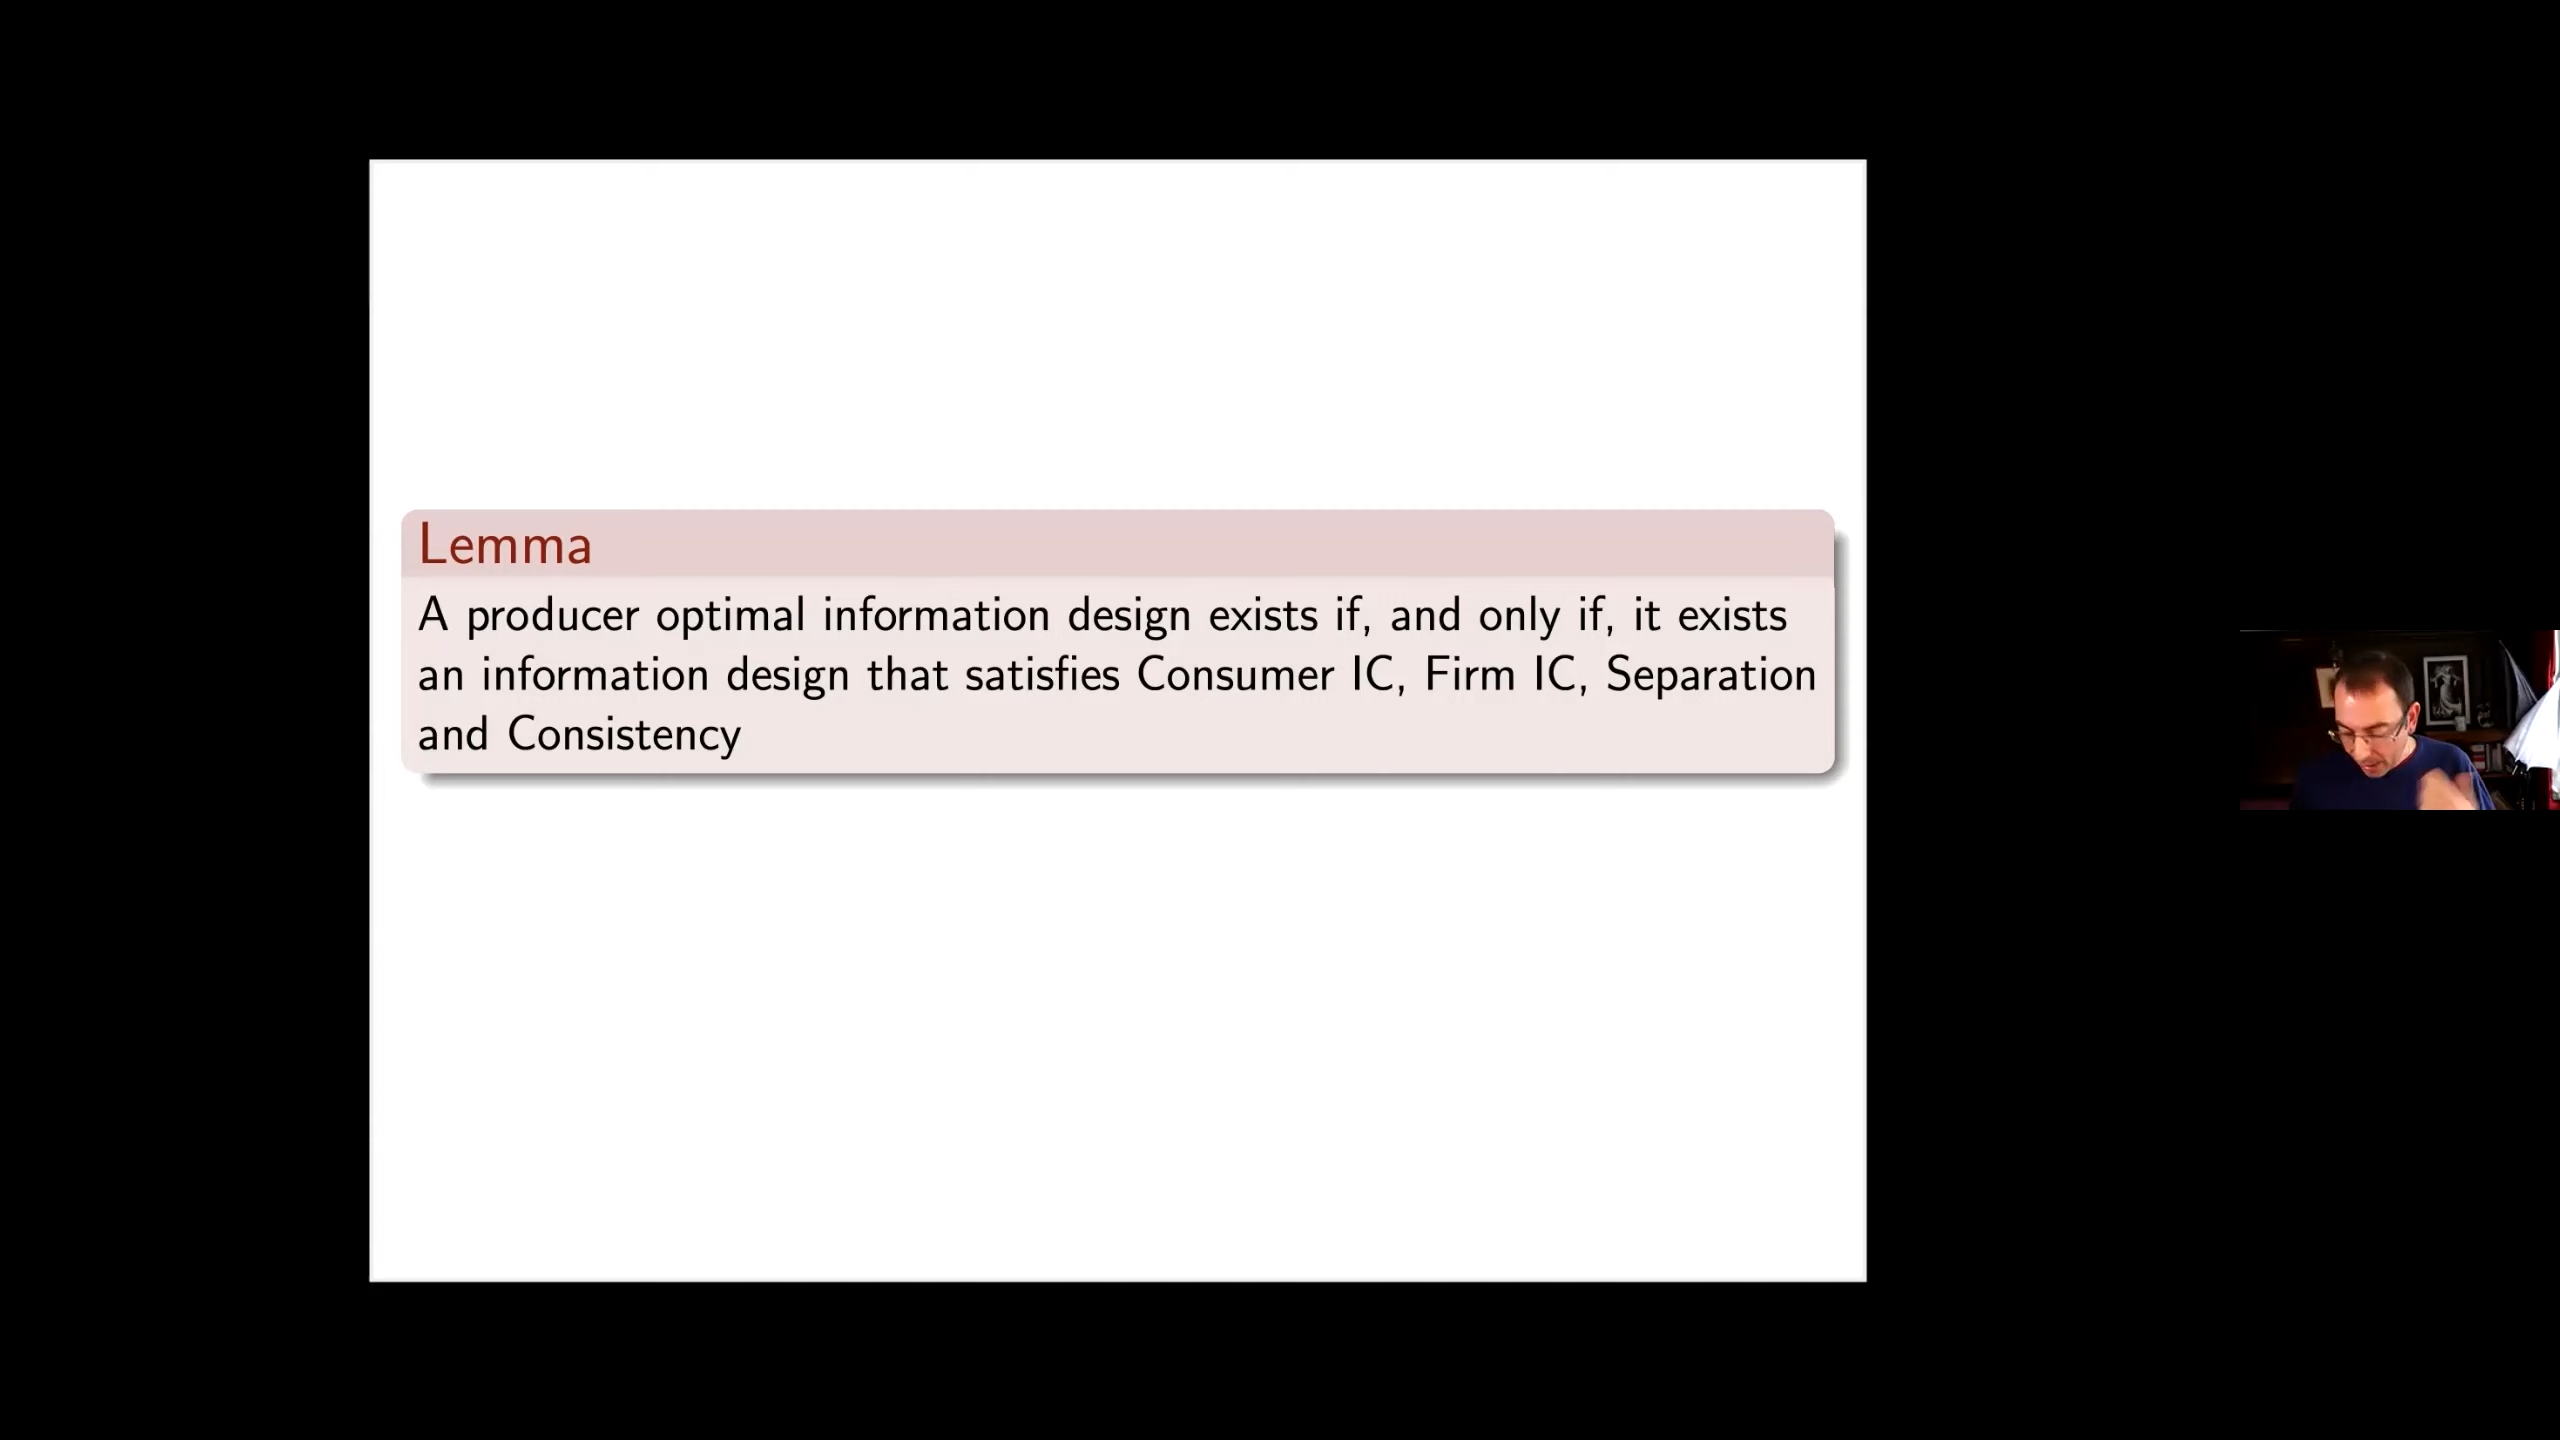 Lemma
A producer optimal information design exists if, and only if, it exists
an information design that satisfies Consumer IC, Firm IC, Separation
and Consistency